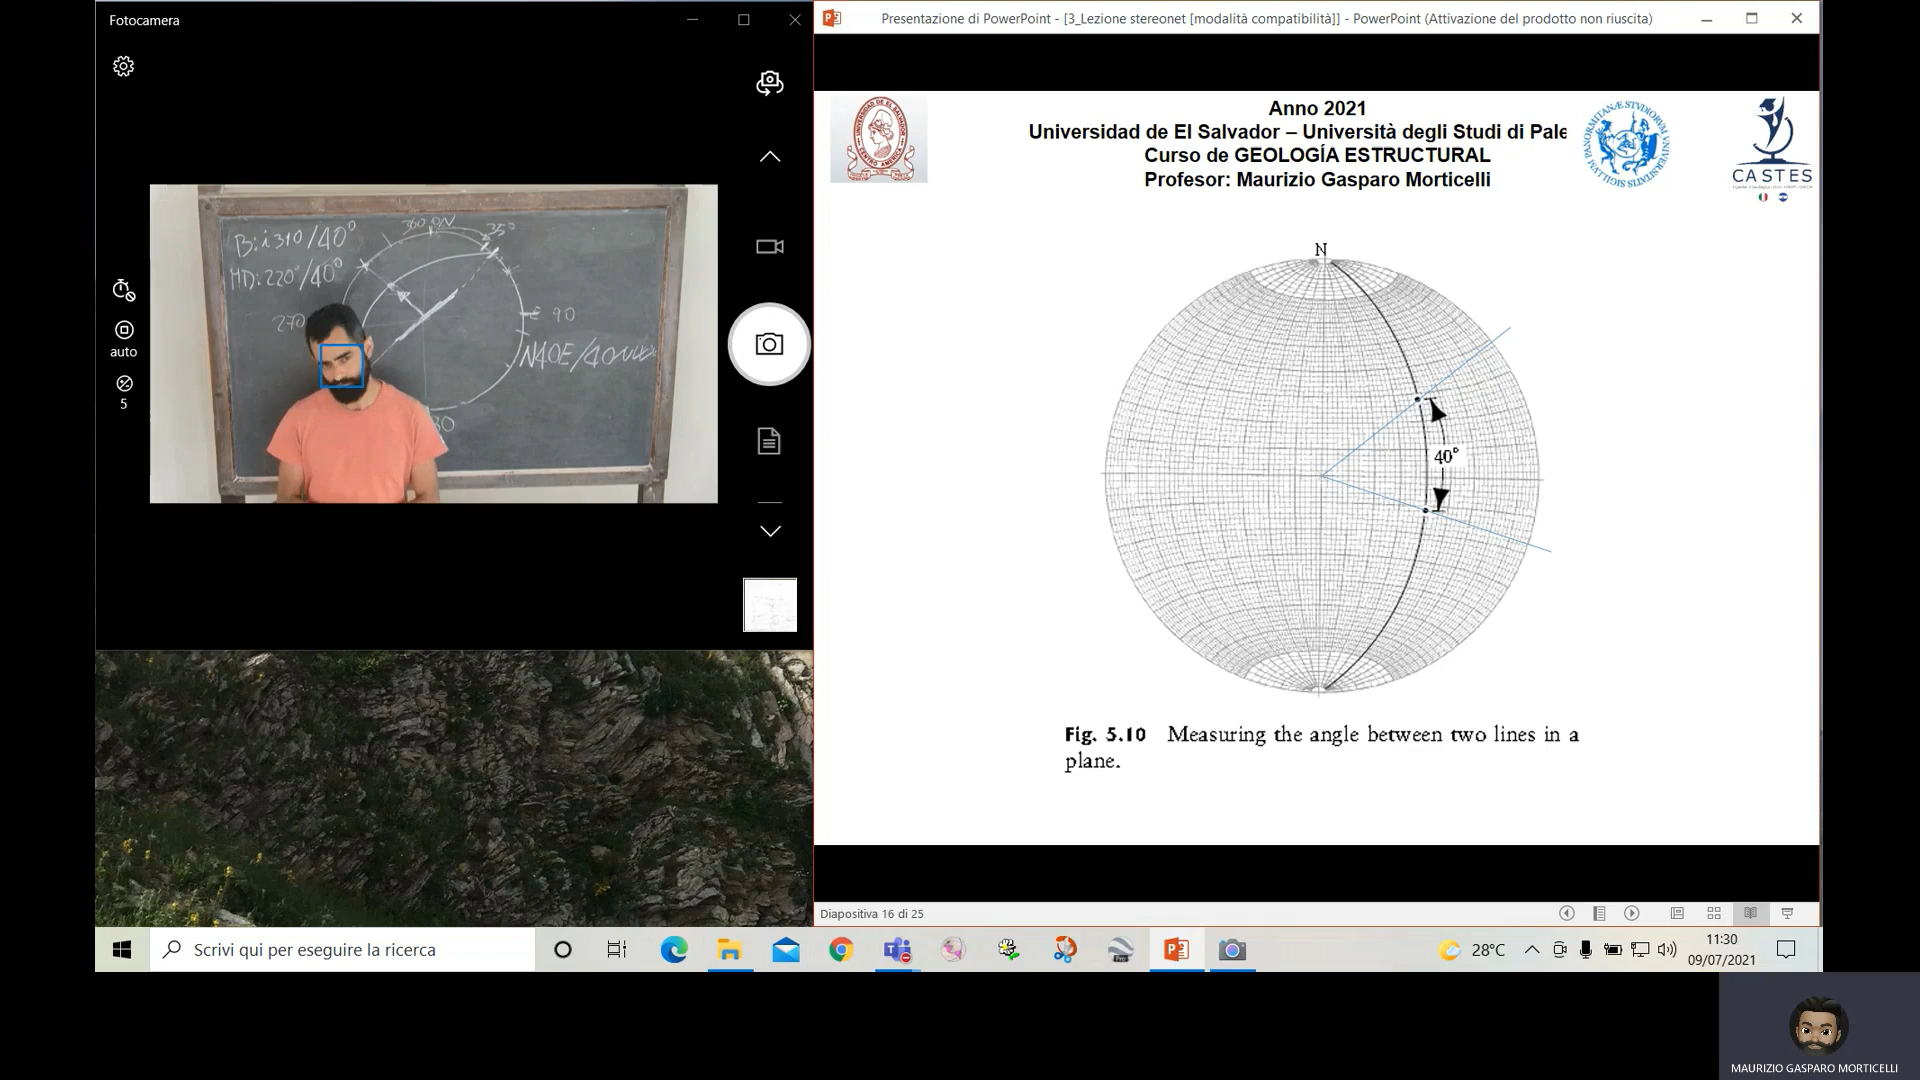 Fotocamera
Presentazione di PowerPoint - [3_Lezione stereonet [modalità compatibilità]] - PowerPoint (Attivazione del prodotto non riuscita)
auto
5
B: i 310/40°
360 0N
35°
270
E 90
N40E/40
Anno 2021
Universidad de El Salvador – Università degli Studi di Pale
Curso de GEOLOGÍA ESTRUCTURAL
Profesor: Maurizio Gasparo Morticelli
CASTES
N
40°
Fig. 5.10 Measuring the angle between two lines in a
plane.
Diapositiva 16 di 25
Scrivi qui per eseguire la ricerca
28°C
11:30
09/07/2021
MAURIZIO GASPARO MORTICELLI